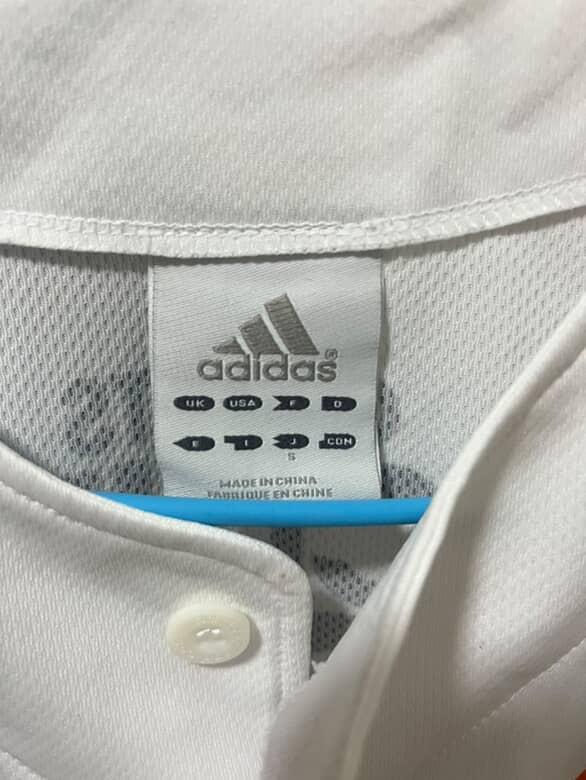 adidas®
UK USA F D
E I J CDN
S
MADE IN CHINA
FABRIQUE EN CHINE